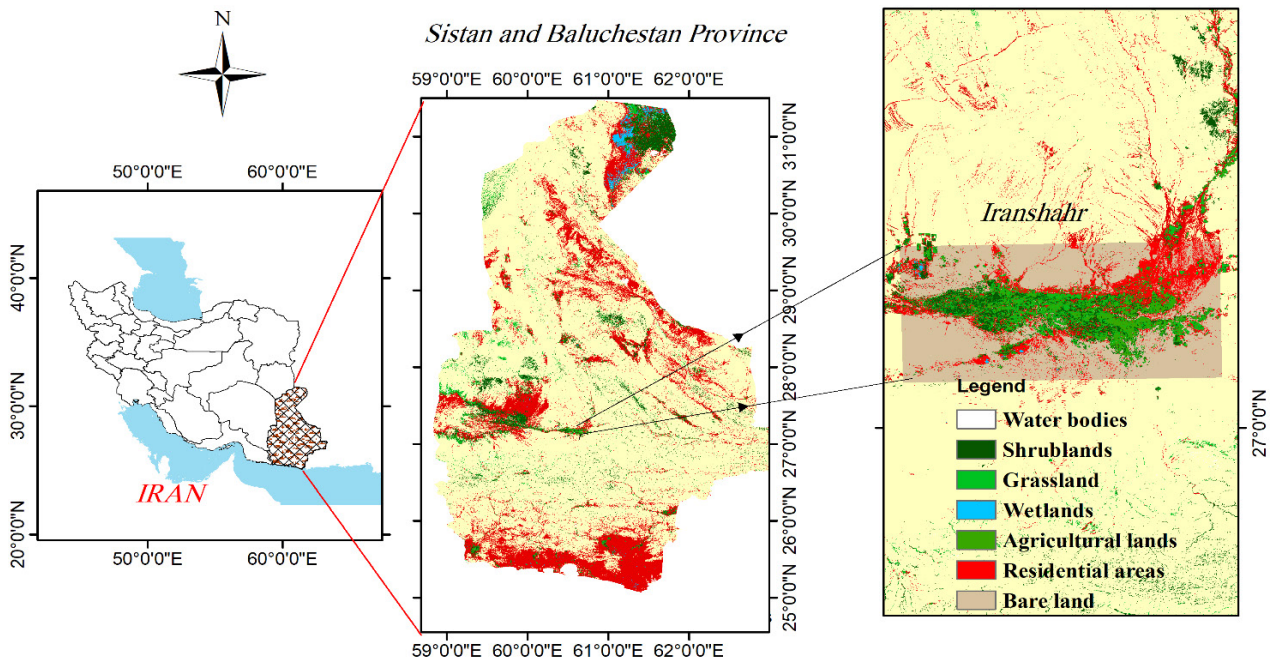 N
50°0'0"E 60°0'0"E
40°0'0"N
30°0'0"N
20°0'0"N
IRAN
50°0'0"E 60°0'0"E
Sistan and Baluchestan Province
59°0'0"E 60°0'0"E 61°0'0"E 62°0'0"E
31°0'0"N
30°0'0"N
29°0'0"N
28°0'0"N
27°0'0"N
26°0'0"N
25°0'0"N
59°0'0"E 60°0'0"E 61°0'0"E 62°0'0"E
Iranshahr
27°0'0"N
Legend
Water bodies
Shrublands
Grassland
Wetlands
Agricultural lands
Residential areas
Bare land